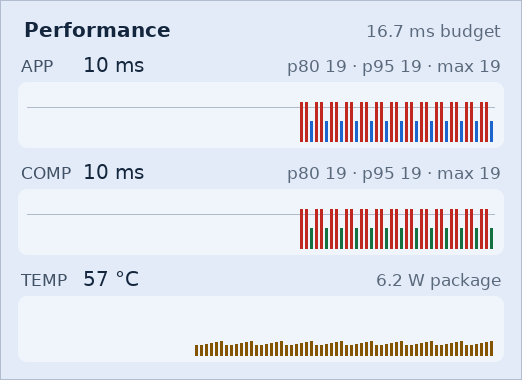 Performance 16.7 ms budget
APP 10 ms p80 19 · p95 19 · max 19
COMP 10 ms p80 19 · p95 19 · max 19
TEMP 57 °C 6.2 W package